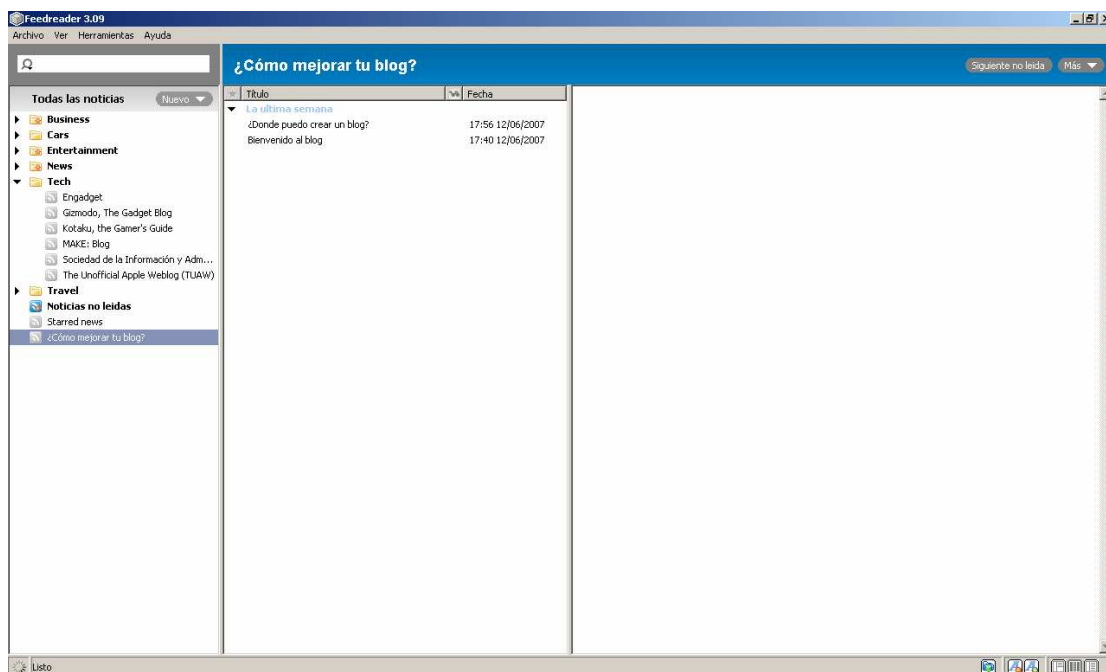 Feedreader 3.09
Archivo Ver Herramientas Ayuda
¿Cómo mejorar tu blog?
Siguiente no leida Más
Todas las noticias Nuevo
Business
Cars
Entertainment
News
Tech
Engadget
Gizmodo, The Gadget Blog
Kotaku, the Gamer's Guide
MAKE: Blog
Sociedad de la Información y Adm...
The Unofficial Apple Weblog (TUAW)
Travel
Noticias no leidas
Starred news
¿Cómo mejorar tu blog?
Título Fecha
La ultima semana
¿Donde puedo crear un blog? 17:56 12/06/2007
Bienvenido al blog 17:40 12/06/2007
Listo